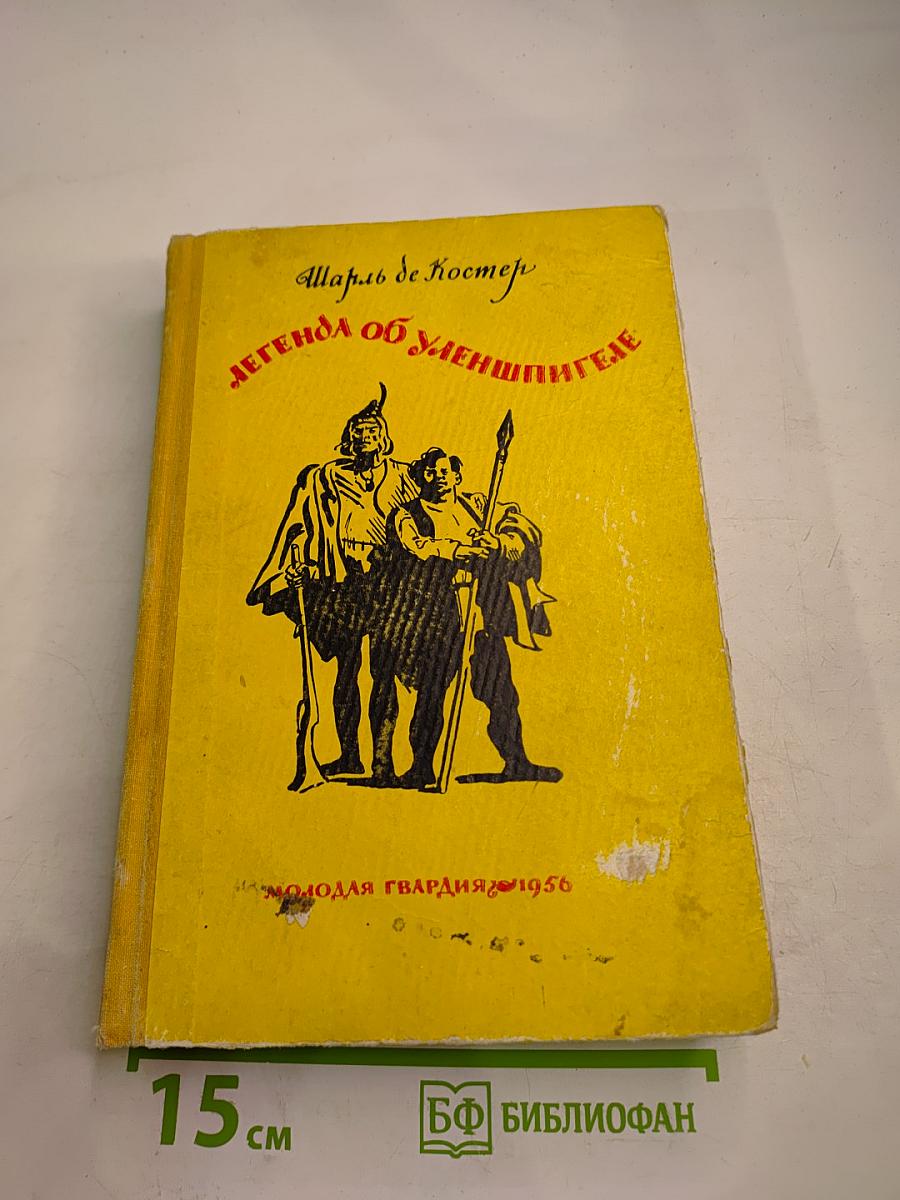 Шарль де Костер
ЛЕГЕНДА ОБ УЛЕНШПИГЕЛЕ
МОЛОДАЯ ГВАРДИЯ 1956
15 см
БФ БИБЛИОФАН